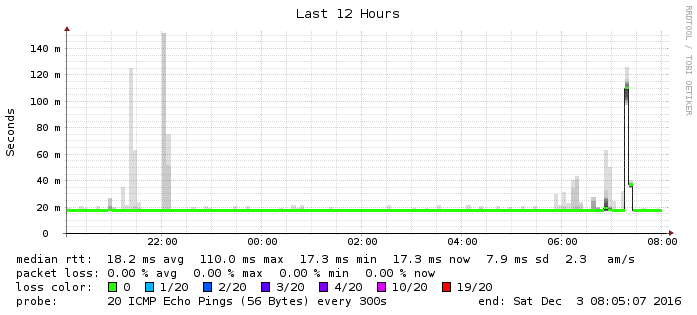 Last 12 Hours
RRDTOOL / TOBI OETIKER
Seconds
140 m
120 m
100 m
80 m
60 m
40 m
20 m
0
22:00 00:00 02:00 04:00 06:00 08:00
median rtt: 18.2 ms avg 110.0 ms max 17.3 ms min 17.3 ms now 7.9 ms sd 2.3 am/s
packet loss: 0.00 % avg 0.00 % max 0.00 % min 0.00 % now
loss color: 0 1/20 2/20 3/20 4/20 10/20 19/20
probe: 20 ICMP Echo Pings (56 Bytes) every 300s end: Sat Dec 3 08:05:07 2016